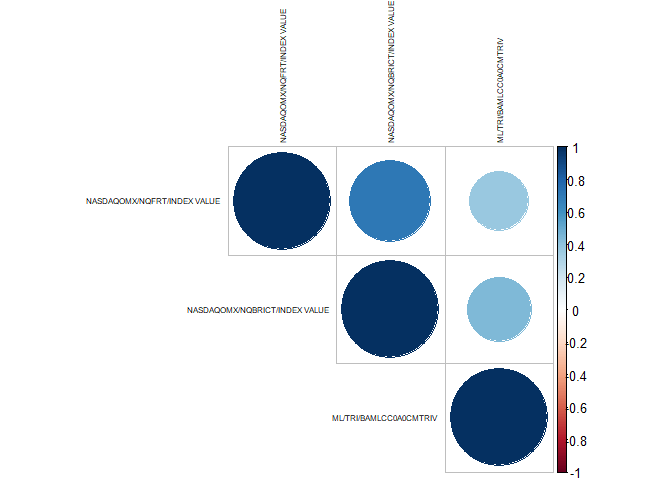 NASDAQOMX/NQFRT/INDEX VALUE
NASDAQOMX/NQBRICT/INDEX VALUE
ML/TRI/BAMLCC0A0CMTRIV
NASDAQOMX/NQFRT/INDEX VALUE
NASDAQOMX/NQBRICT/INDEX VALUE
ML/TRI/BAMLCC0A0CMTRIV
1
0.8
0.6
0.4
0.2
0
-0.2
-0.4
-0.6
-0.8
-1